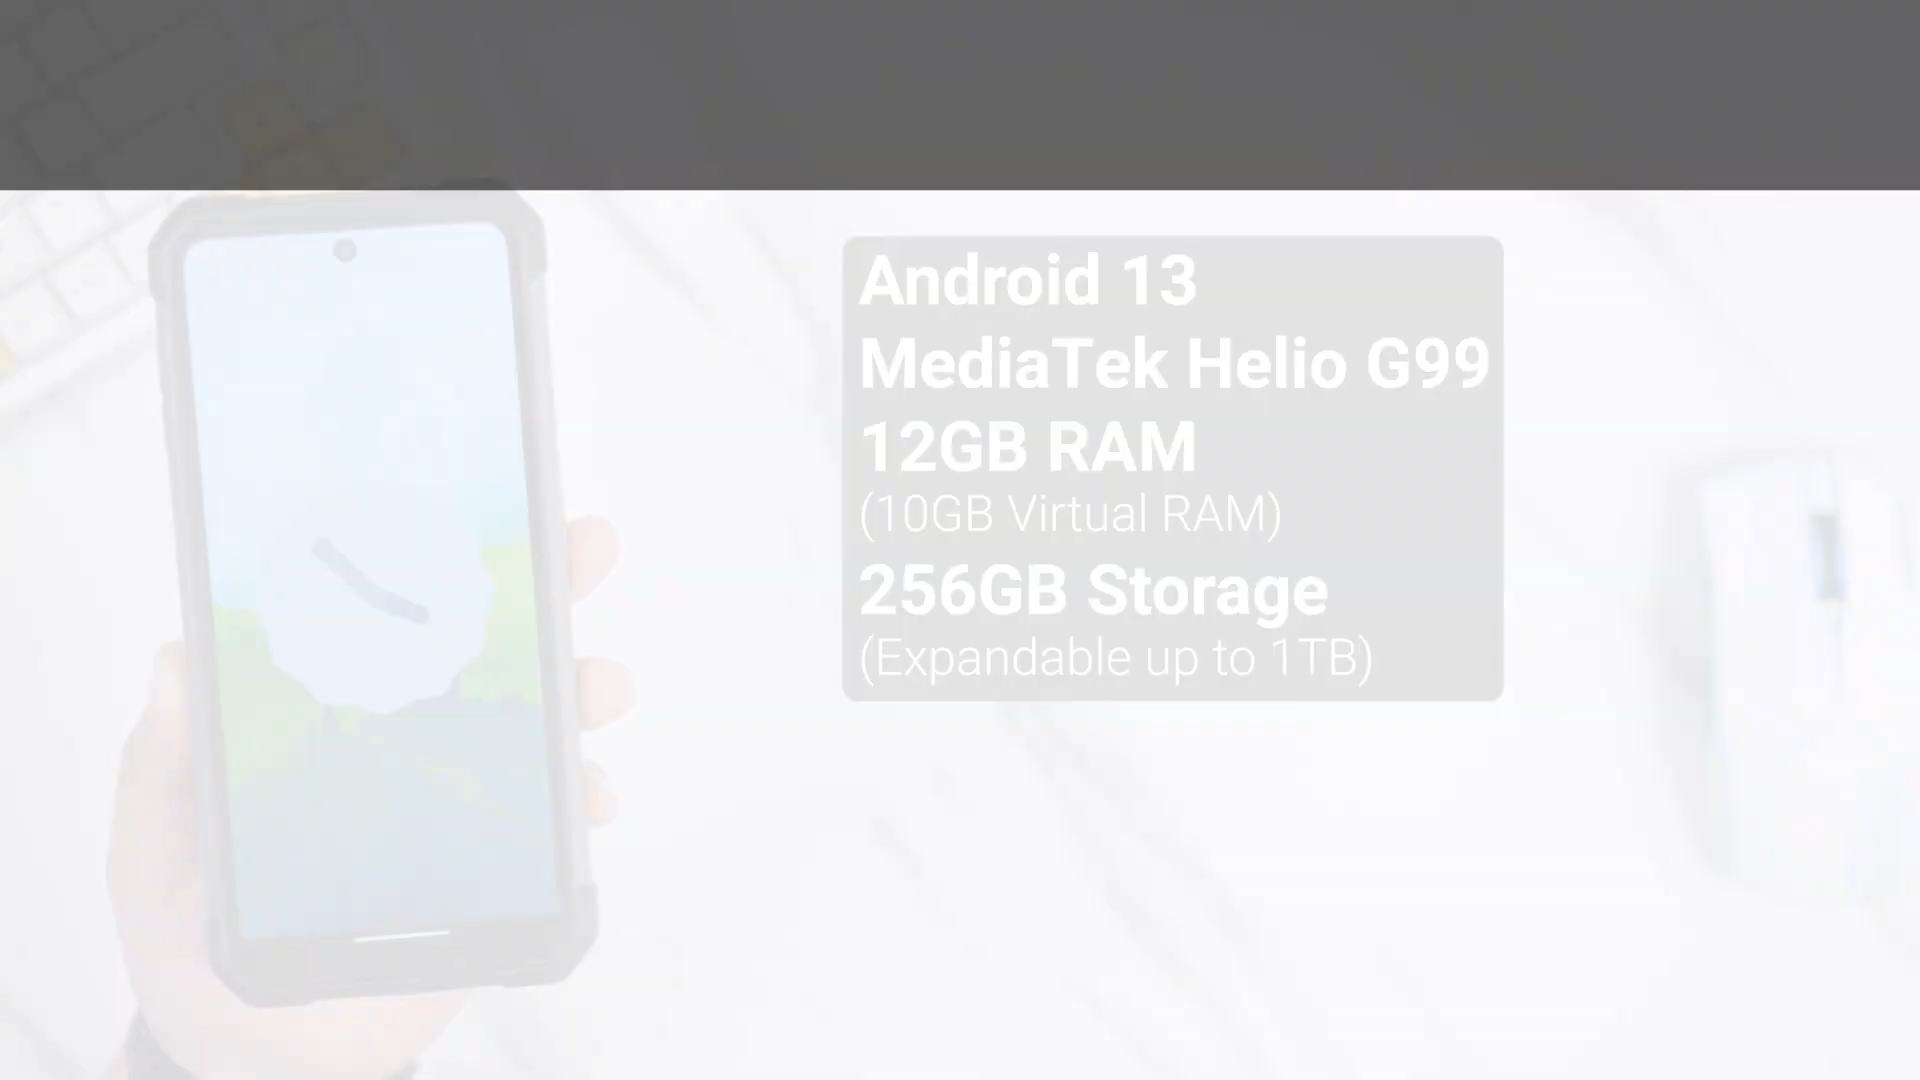 Android 13
MediaTek Helio G99
12GB RAM
(10GB Virtual RAM)
256GB Storage
(Expandable up to 1TB)